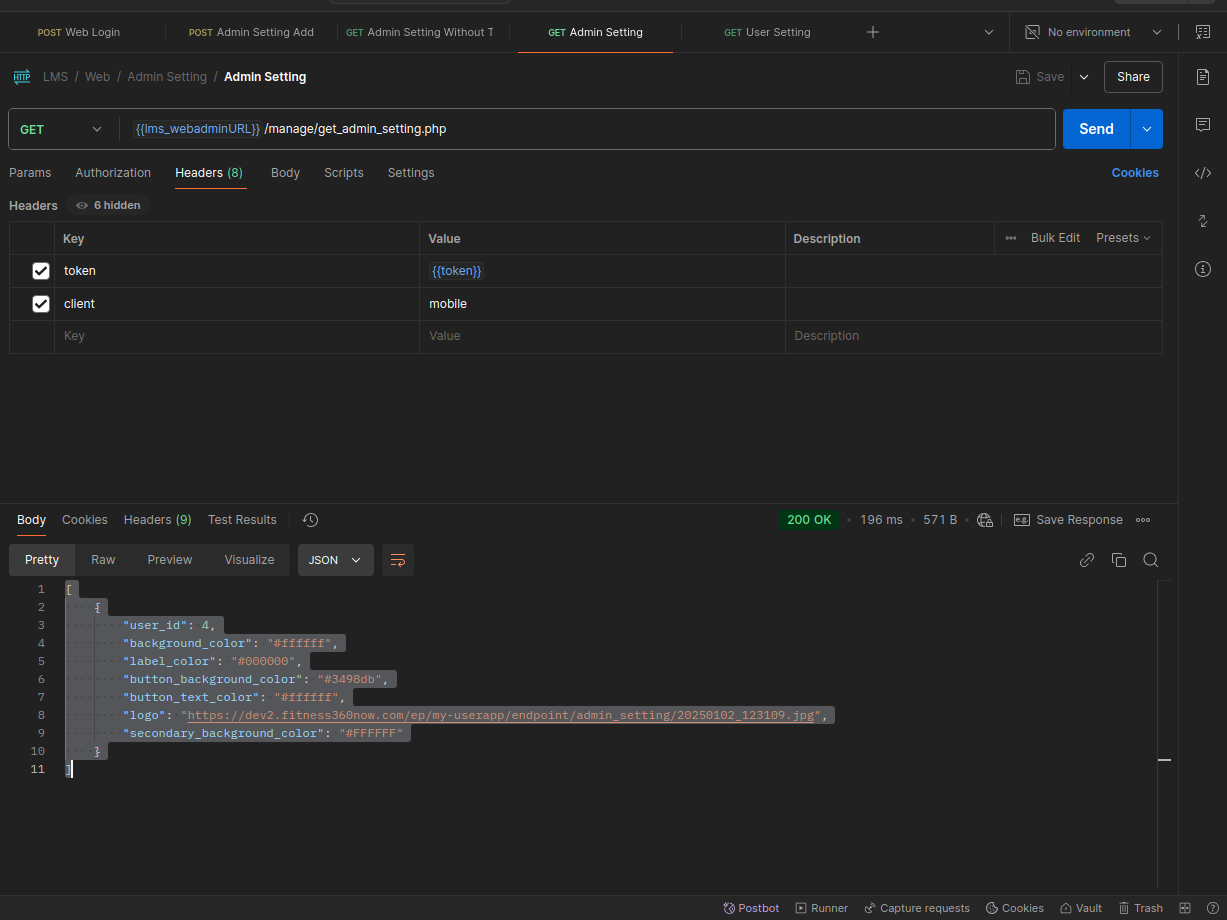 POST Web Login
POST Admin Setting Add
GET Admin Setting Without T
GET Admin Setting
GET User Setting
No environment
HTTP LMS / Web / Admin Setting / Admin Setting
Save
Share
GET
{{lms_webadminURL}} /manage/get_admin_setting.php
Send
Params Authorization Headers (8) Body Scripts Settings
Cookies
Headers 6 hidden
Key Value Description ••• Bulk Edit Presets
token {{token}}
client mobile
Key Value Description
Body Cookies Headers (9) Test Results
200 OK • 196 ms • 571 B •
e.g. Save Response
Pretty Raw Preview Visualize JSON
1 [
2 {
3 "user_id": 4,
4 "background_color": "#ffffff",
5 "label_color": "#000000",
6 "button_background_color": "#3498db",
7 "button_text_color": "#ffffff",
8 "logo": "https://dev2.fitness360now.com/ep/my-userapp/endpoint/admin_setting/20250102_123109.jpg",
9 "secondary_background_color": "#FFFFFF"
10 }
11 ]
Postbot Runner Capture requests Cookies Vault Trash